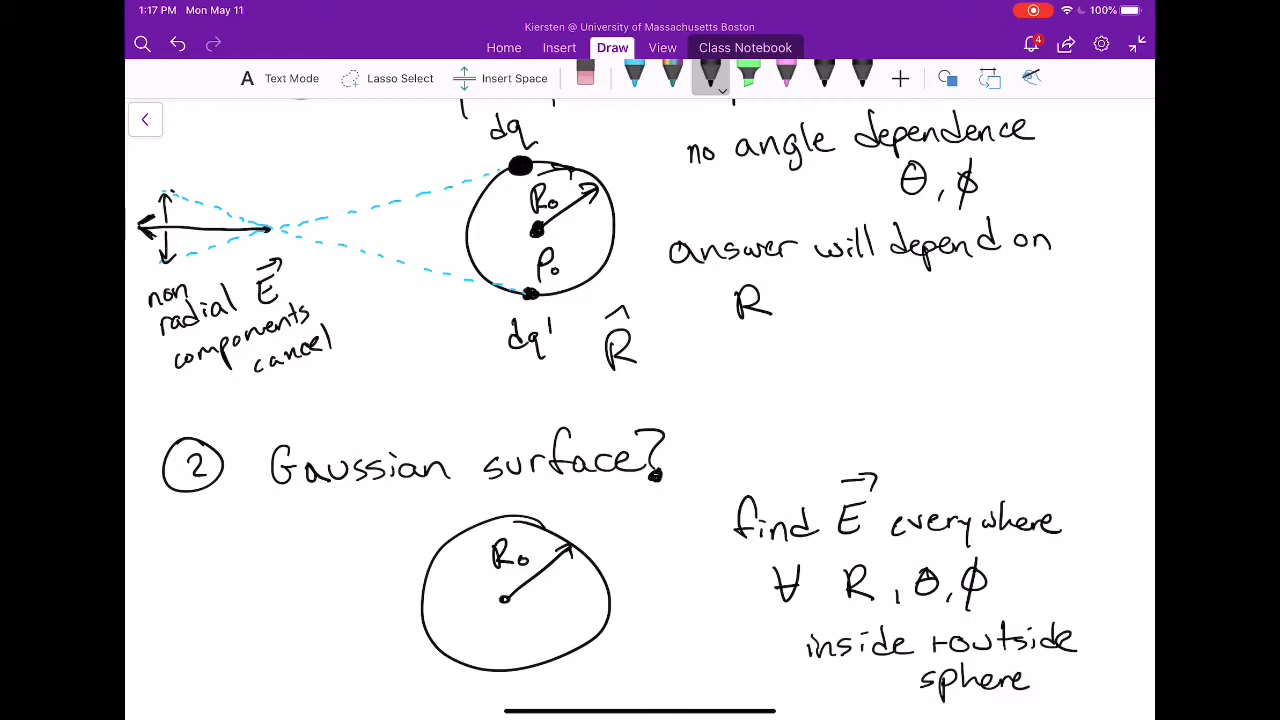 1:17 PM Mon May 11
100%
Kiersten @ University of Massachusetts Boston
Home Insert Draw View Class Notebook
4
A Text Mode Lasso Select Insert Space
dq
no angle dependence
θ, ϕ
R₀
ρ₀
answer will depend on
R
non
radial E⃗
components
cancel
dq'
R̂
2 Gaussian surface?
R₀
find E⃗ everywhere
∀ R, θ, ϕ
inside + outside
sphere